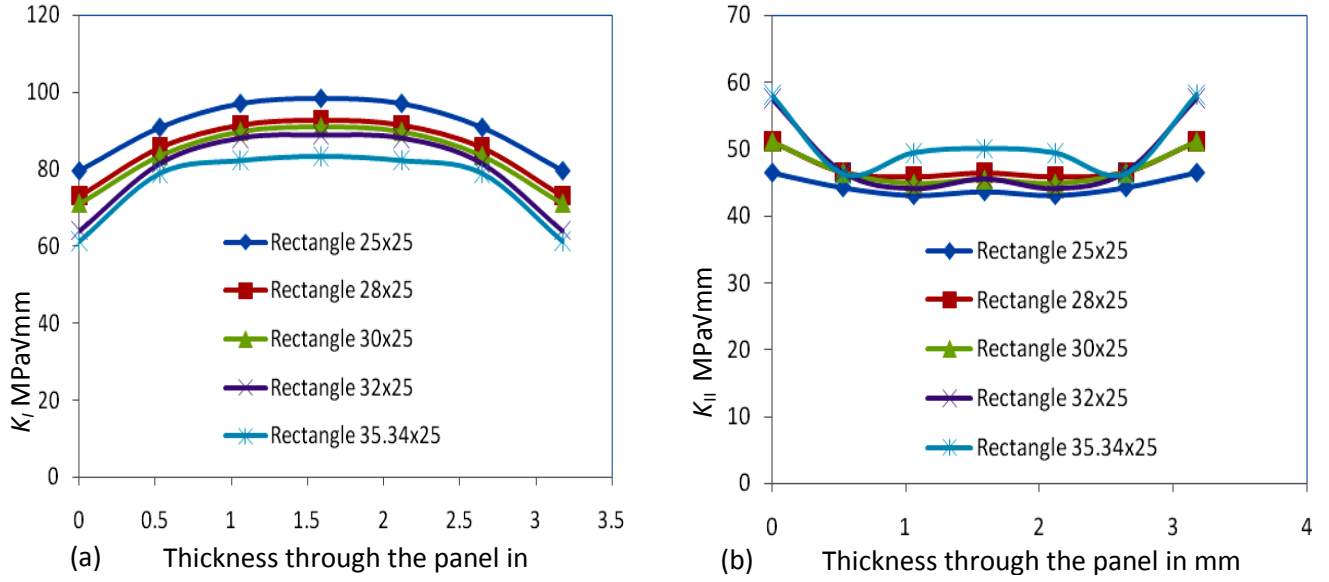 120
100
80
60
40
20
0
K_I MPa√mm
Rectangle 25x25
Rectangle 28x25
Rectangle 30x25
Rectangle 32x25
Rectangle 35.34x25
0 0.5 1 1.5 2 2.5 3 3.5
(a) Thickness through the panel in
70
60
50
40
30
20
10
0
K_II MPa√mm
Rectangle 25x25
Rectangle 28x25
Rectangle 30x25
Rectangle 32x25
Rectangle 35.34x25
0 1 2 3 4
(b) Thickness through the panel in mm